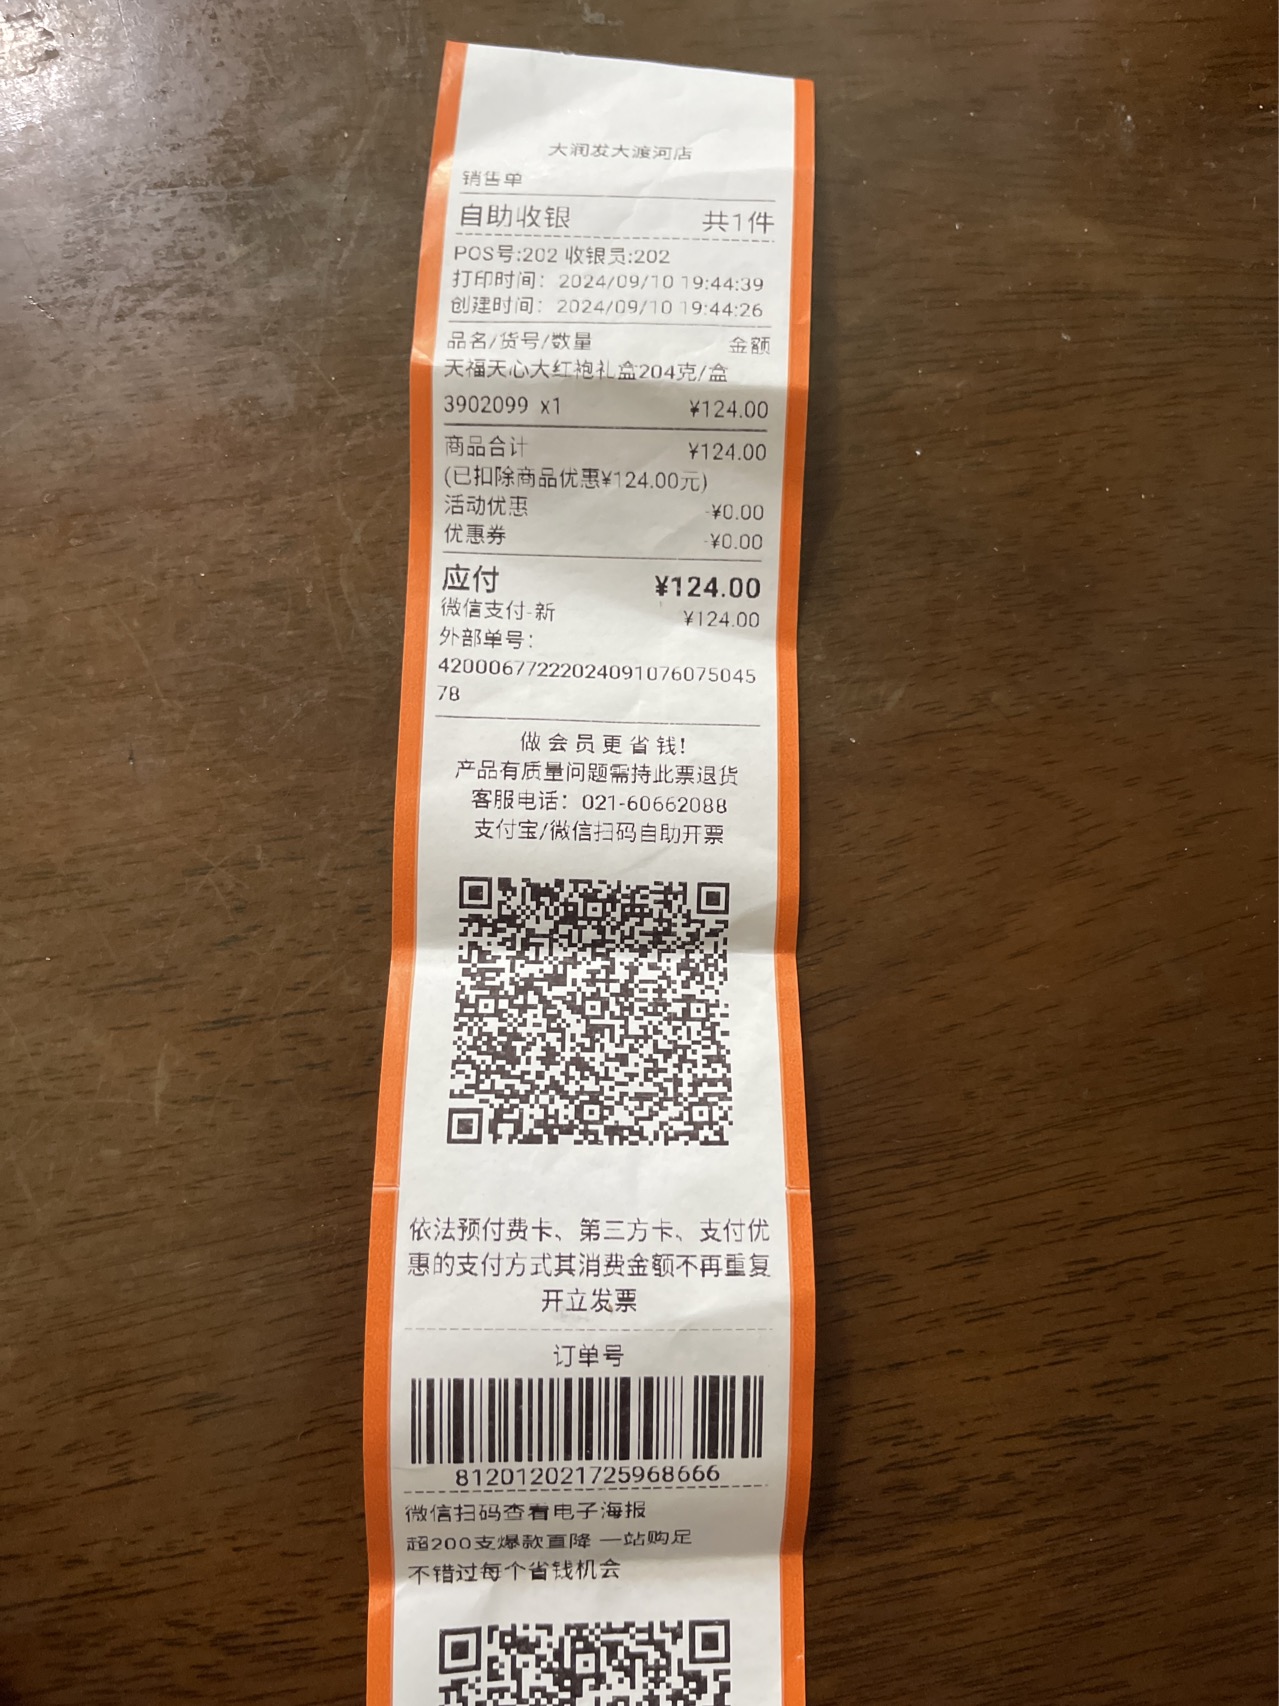 大润发大渡河店
销售单
自助收银 共1件
POS号:202 收银员:202
打印时间：2024/09/10 19:44:39
创建时间：2024/09/10 19:44:26
品名/货号/数量 金额
天福天心大红袍礼盒204克/盒
3902099 x1 ¥124.00
商品合计 ¥124.00
(已扣除商品优惠¥124.00元)
活动优惠 -¥0.00
优惠券 -¥0.00
应付 ¥124.00
微信支付-新 ¥124.00
外部单号：
42000677222024091076075045
78
做会员更省钱!
产品有质量问题需持此票退货
客服电话：021-60662088
支付宝/微信扫码自助开票
依法预付费卡、第三方卡、支付优
惠的支付方式其消费金额不再重复
开立发票
订单号
812012021725968666
微信扫码查看电子海报
超200支爆款直降 一站购足
不错过每个省钱机会